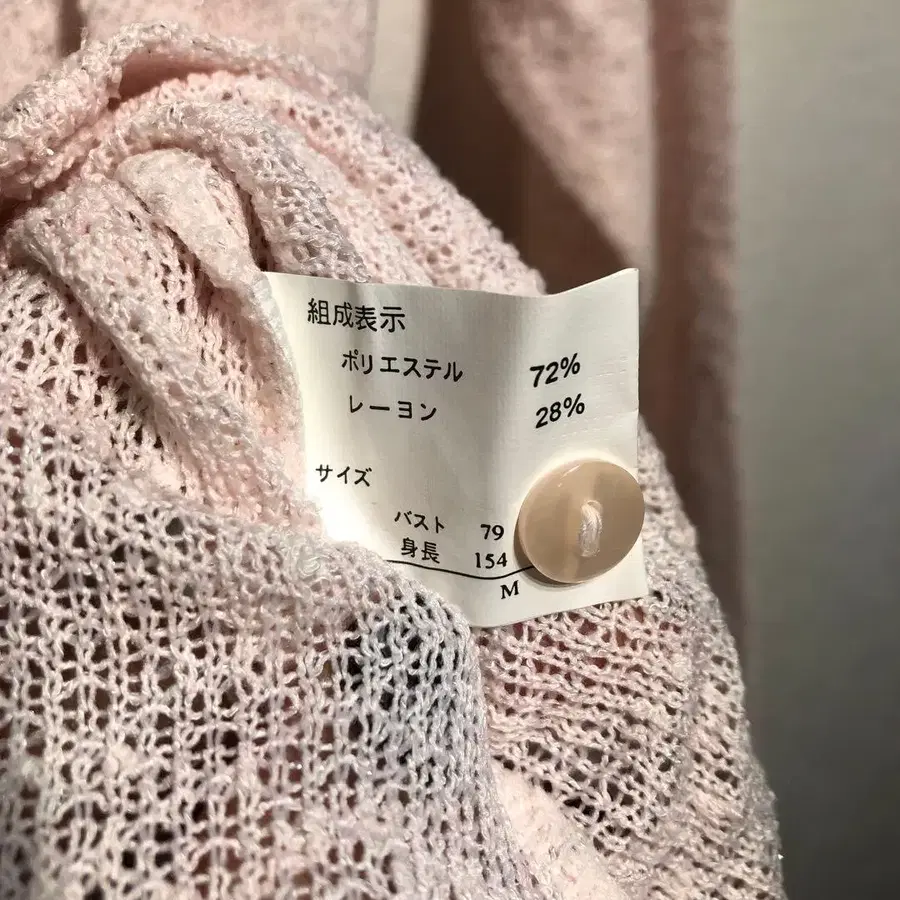 組成表示
ポリエステル 72%
レーヨン 28%
サイズ
バスト 79
身長 154
M